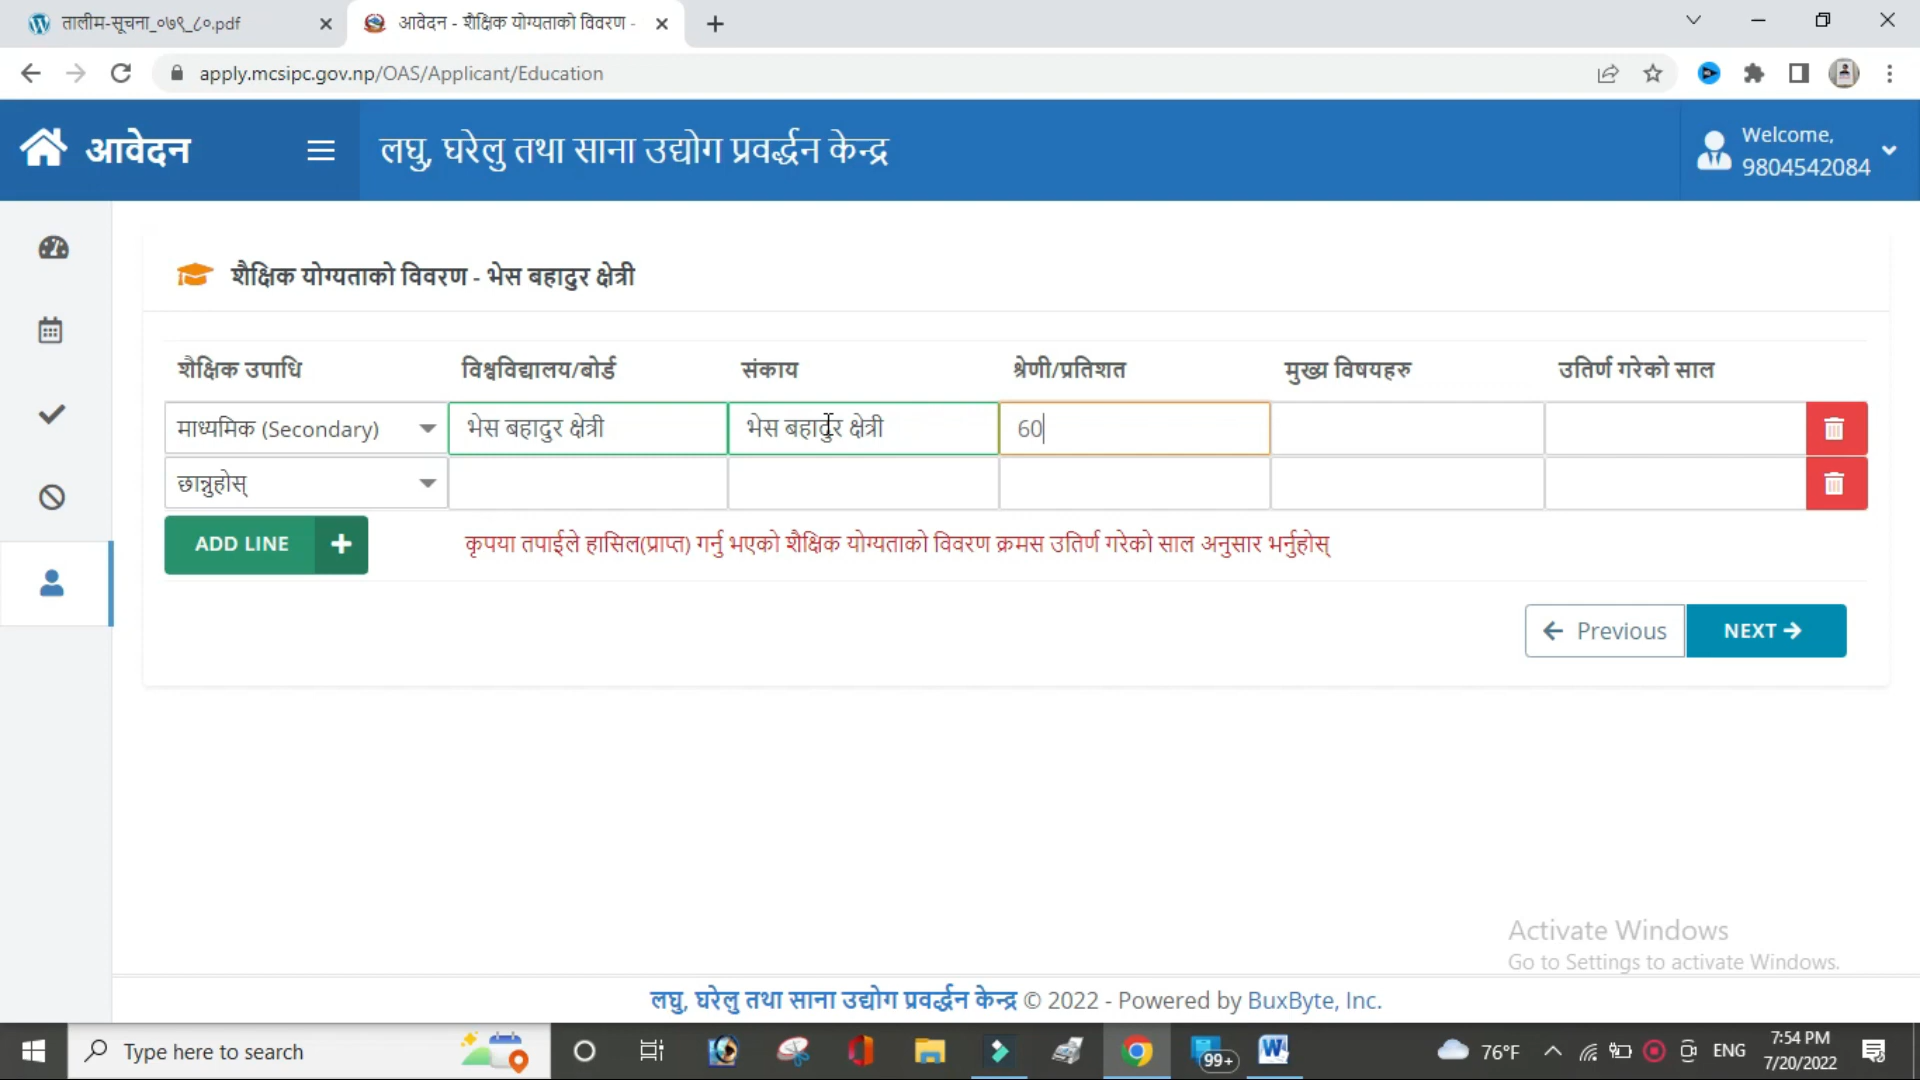 तालीम-सूचना_०७९_८०.pdf
आवेदन - शैक्षिक योग्यताको विवरण -
apply.mcsipc.gov.np/OAS/Applicant/Education
आवेदन
लघु, घरेलु तथा साना उद्योग प्रवर्द्धन केन्द्र
Welcome,
9804542084
शैक्षिक योग्यताको विवरण - भेस बहादुर क्षेत्री
शैक्षिक उपाधि विश्वविद्यालय/बोर्ड संकाय श्रेणी/प्रतिशत मुख्य विषयहरु उतिर्ण गरेको साल
माध्यमिक (Secondary) भेस बहादुर क्षेत्री भेस बहादुर क्षेत्री 60
छान्नुहोस्
ADD LINE +
कृपया तपाईले हासिल(प्राप्त) गर्नु भएको शैक्षिक योग्यताको विवरण क्रमस उतिर्ण गरेको साल अनुसार भर्नुहोस्
Previous
NEXT
Activate Windows
Go to Settings to activate Windows.
लघु, घरेलु तथा साना उद्योग प्रवर्द्धन केन्द्र © 2022 - Powered by BuxByte, Inc.
Type here to search
99+
76°F
ENG
7:54 PM
7/20/2022